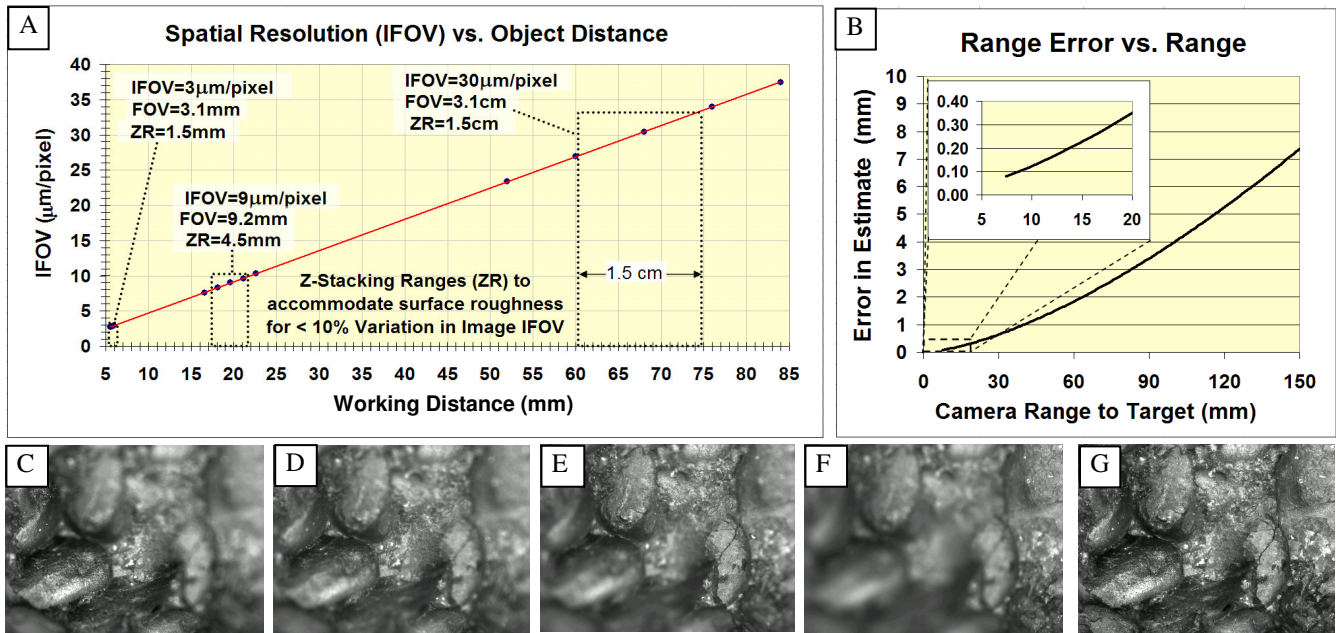 A
Spatial Resolution (IFOV) vs. Object Distance
IFOV (μm/pixel)
40
35
30
25
20
15
10
5
0
IFOV=3μm/pixel
FOV=3.1mm
ZR=1.5mm
IFOV=9μm/pixel
FOV=9.2mm
ZR=4.5mm
IFOV=30μm/pixel
FOV=3.1cm
ZR=1.5cm
1.5 cm
Z-Stacking Ranges (ZR) to
accommodate surface roughness
for < 10% Variation in Image IFOV
5 10 15 20 25 30 35 40 45 50 55 60 65 70 75 80 85
Working Distance (mm)
B
Range Error vs. Range
Error in Estimate (mm)
10
9
8
7
6
5
4
3
2
1
0
0.40
0.30
0.20
0.10
0.00
5 10 15 20
0 30 60 90 120 150
Camera Range to Target (mm)
C
D
E
F
G